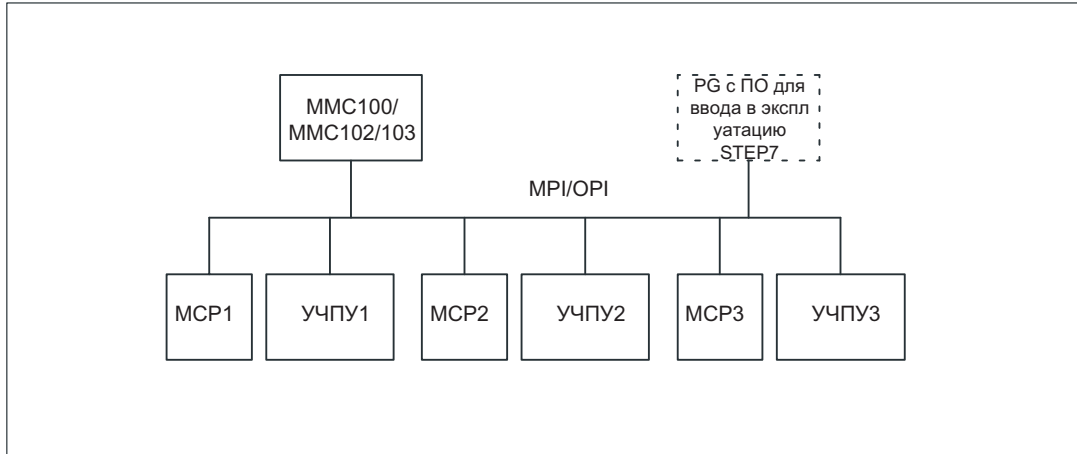 MMC100/
MMC102/103
PG с ПО для
ввода в экспл
уатацию
STEP7
MPI/OPI
MCP1
УЧПУ1
MCP2
УЧПУ2
MCP3
УЧПУ3